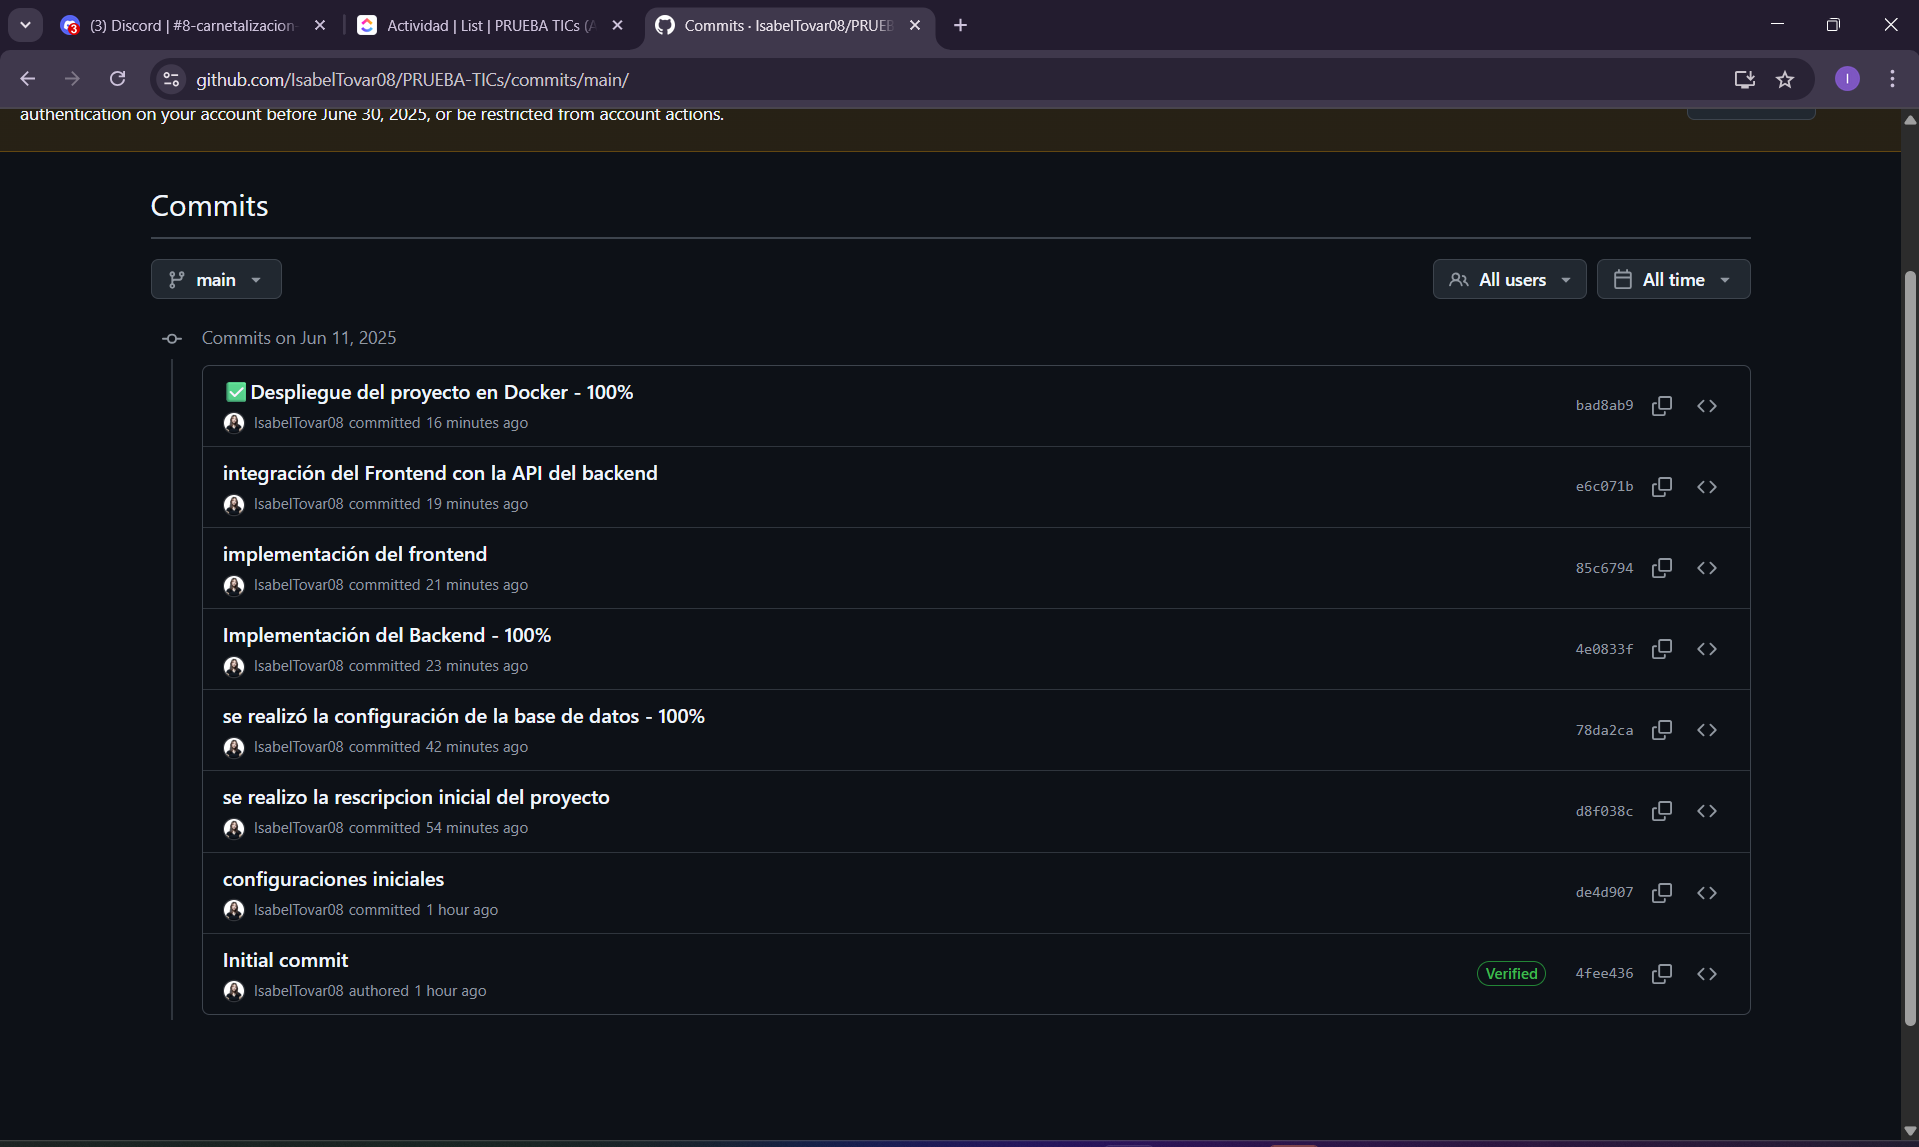 (3) Discord | #8-carnetalizacion-
Actividad | List | PRUEBA TICs (A
Commits · IsabelTovar08/PRUEB
github.com/IsabelTovar08/PRUEBA-TICs/commits/main/
I
authentication on your account before June 30, 2025, or be restricted from account actions.
Commits
main
All users
All time
Commits on Jun 11, 2025
✅ Despliegue del proyecto en Docker - 100%
IsabelTovar08 committed 16 minutes ago
bad8ab9
integración del Frontend con la API del backend
IsabelTovar08 committed 19 minutes ago
e6c071b
implementación del frontend
IsabelTovar08 committed 21 minutes ago
85c6794
Implementación del Backend - 100%
IsabelTovar08 committed 23 minutes ago
4e0833f
se realizó la configuración de la base de datos - 100%
IsabelTovar08 committed 42 minutes ago
78da2ca
se realizo la rescripcion inicial del proyecto
IsabelTovar08 committed 54 minutes ago
d8f038c
configuraciones iniciales
IsabelTovar08 committed 1 hour ago
de4d907
Initial commit
IsabelTovar08 authored 1 hour ago
Verified
4fee436